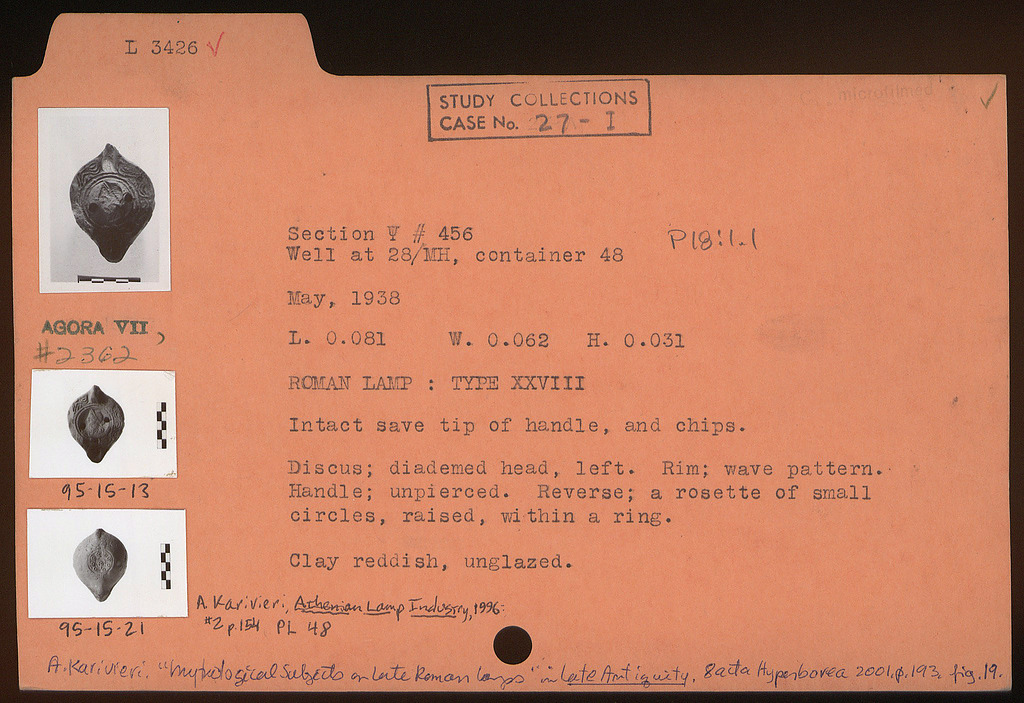 L 3426 ✓
microfilmed ✓
STUDY COLLECTIONS
CASE No. 27-I
Section Ψ # 456
P18:1.1
Well at 28/MH, container 48
May, 1938
L. 0.081 W. 0.062 H. 0.031
ROMAN LAMP : TYPE XXVIII
Intact save tip of handle, and chips.
Discus; diademed head, left. Rim; wave pattern.
Handle; unpierced. Reverse; a rosette of small
circles, raised, within a ring.
Clay reddish, unglazed.
AGORA VII,
#2362
95-15-13
95-15-21
A. Karivieri, Athenian Lamp Industry, 1996.
#2 p.154 PL 48
A. Karivieri. "Mythological Subjects on Late Roman Lamps" in Late Antiquity, 8 acta Hyperborea 2001, p. 193, fig. 19.